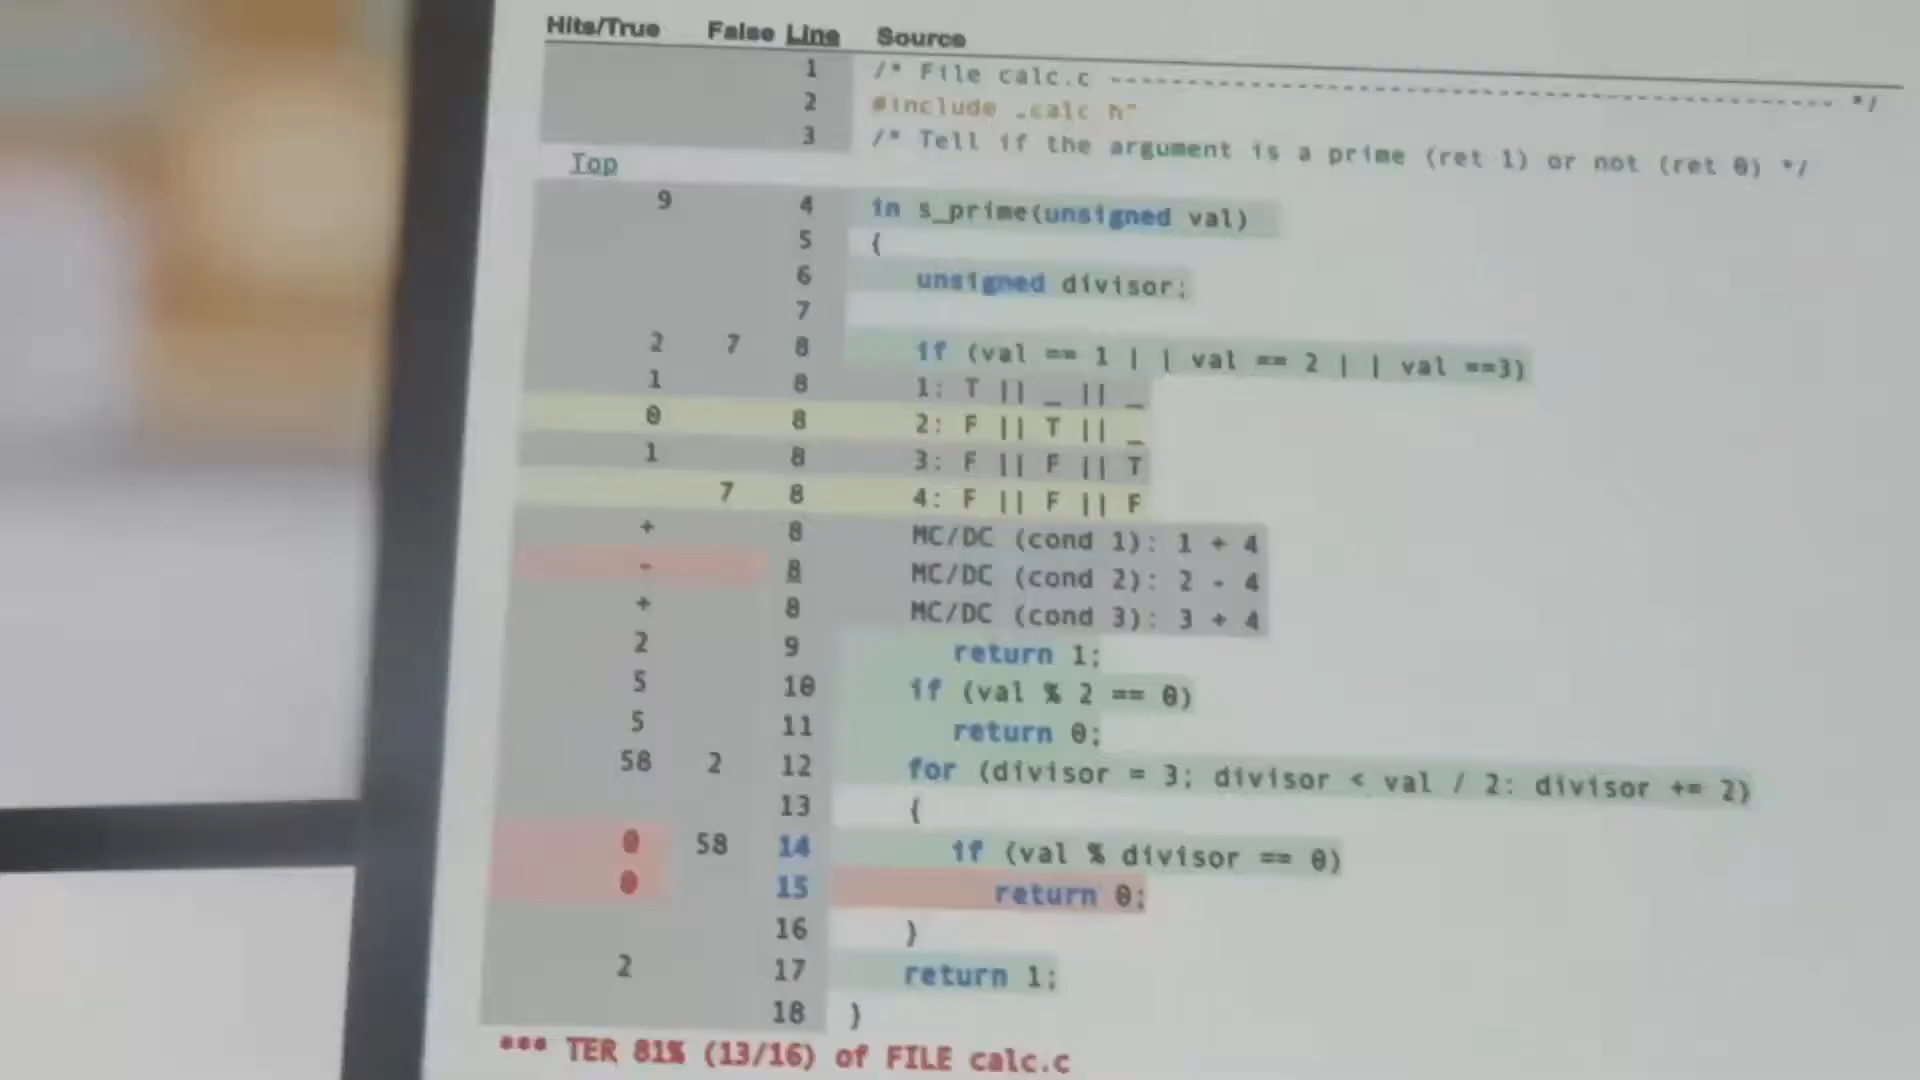 Hits/True False Line Source
1 /* File calc.c ---------------------------------------------- */
2 #include .calc h"
3 /* Tell if the argument is a prime (ret 1) or not (ret 0) */
Top
9 4 in s_prime(unsigned val)
5 {
6 unsigned divisor;
7
2 7 8 if (val == 1 | | val == 2 | | val ==3)
1 8 1: T || _ || _
0 8 2: F || T || _
1 8 3: F || F || T
7 8 4: F || F || F
+ 8 MC/DC (cond 1): 1 + 4
- 8 MC/DC (cond 2): 2 - 4
+ 8 MC/DC (cond 3): 3 + 4
2 9 return 1;
5 10 if (val % 2 == 0)
5 11 return 0;
58 2 12 for (divisor = 3; divisor < val / 2: divisor += 2)
13 {
0 58 14 if (val % divisor == 0)
0 15 return 0;
16 }
2 17 return 1;
18 }
*** TER 81% (13/16) of FILE calc.c